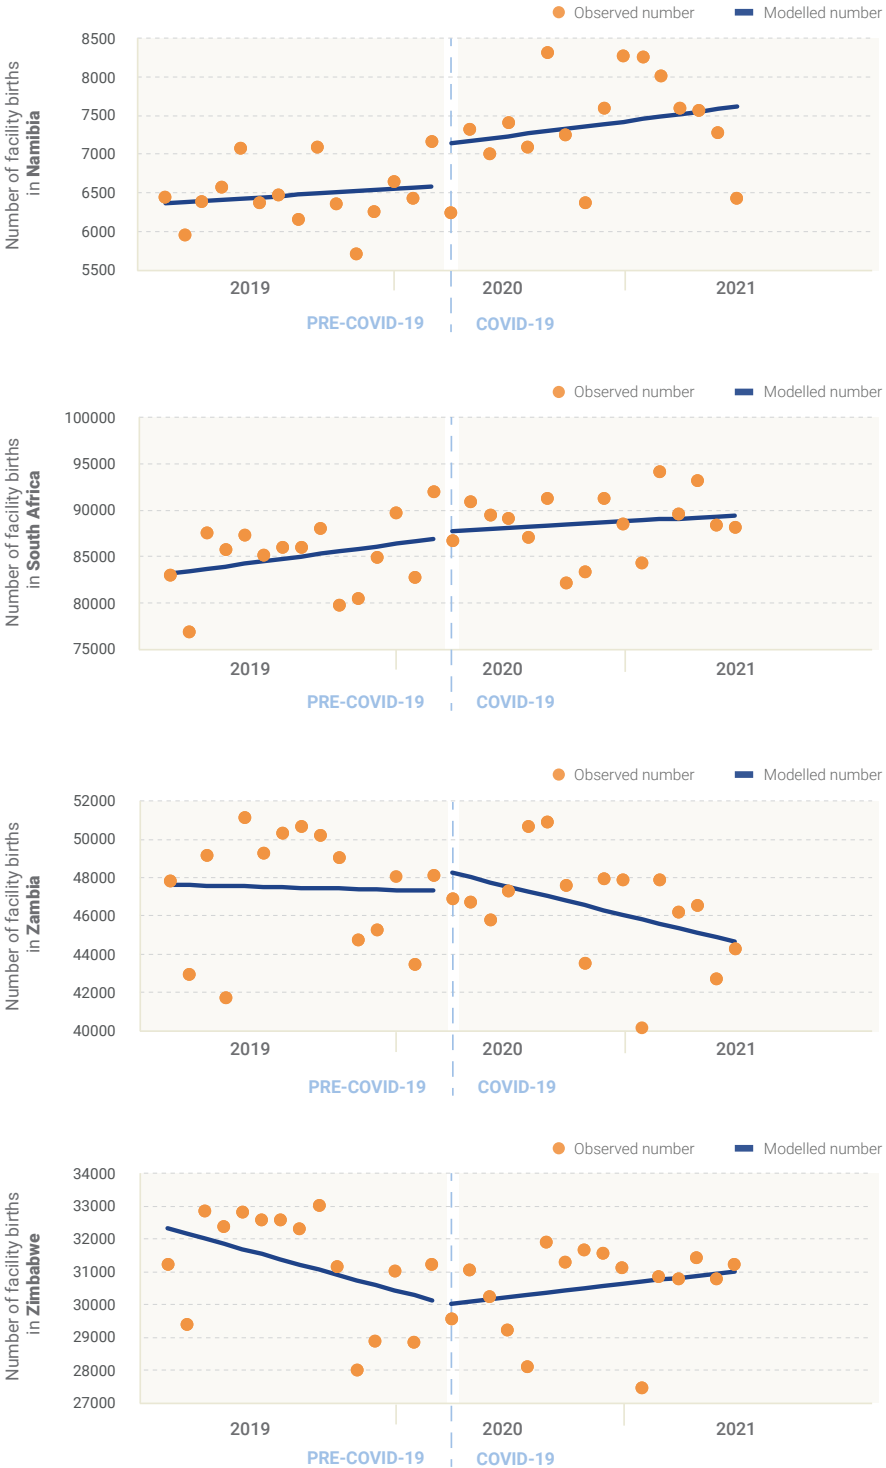 Observed number Modelled number
Number of facility births
in Namibia
8500
8000
7500
7000
6500
6000
5500
2019 2020 2021
PRE-COVID-19 COVID-19
Observed number Modelled number
Number of facility births
in South Africa
100000
95000
90000
85000
80000
75000
2019 2020 2021
PRE-COVID-19 COVID-19
Observed number Modelled number
Number of facility births
in Zambia
52000
50000
48000
46000
44000
42000
40000
2019 2020 2021
PRE-COVID-19 COVID-19
Observed number Modelled number
Number of facility births
in Zimbabwe
34000
33000
32000
31000
30000
29000
28000
27000
2019 2020 2021
PRE-COVID-19 COVID-19